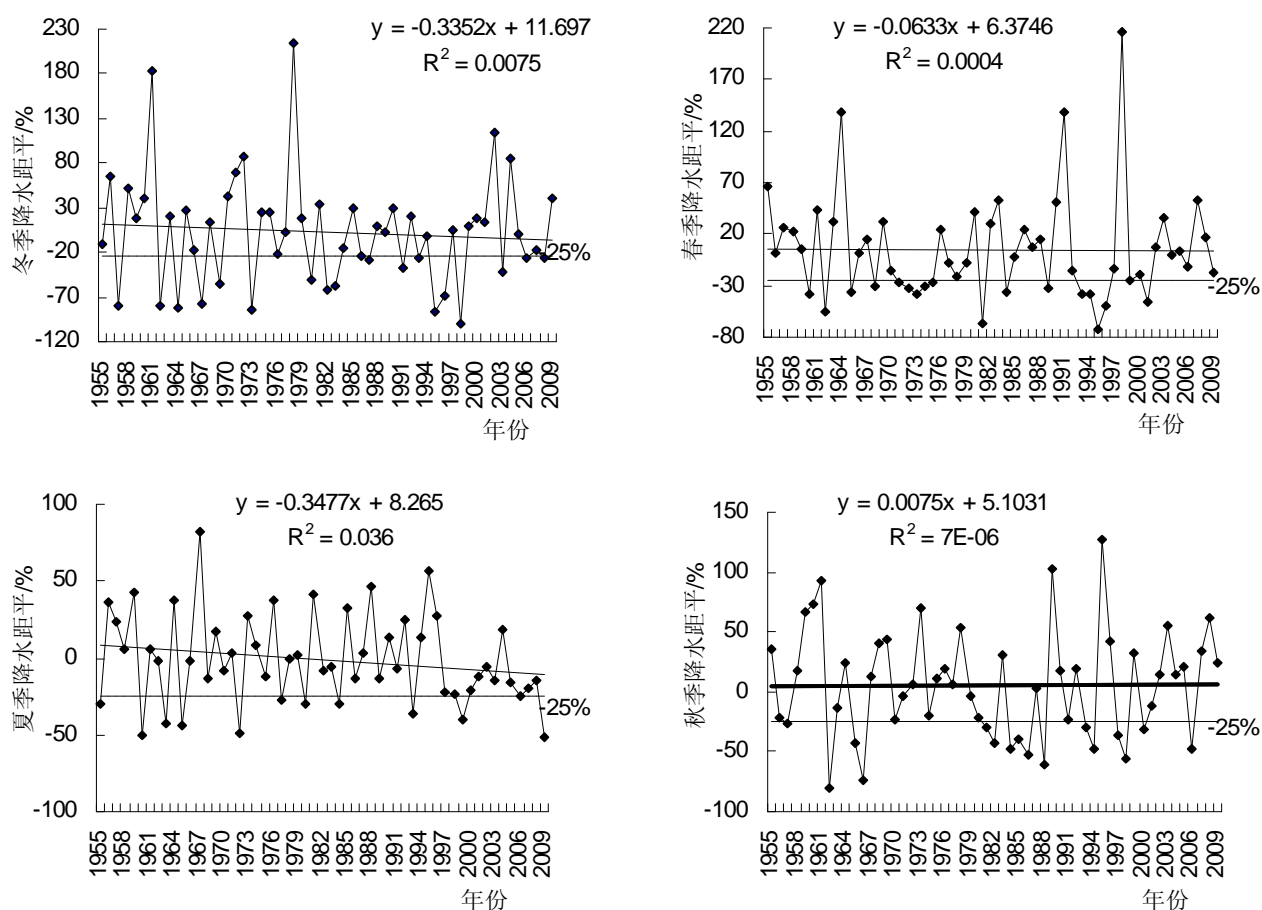 y = -0.3352x + 11.697
R² = 0.0075
230
180
130
80
30
-20
-70
-120
冬季降水距平/%
-25%
1955 1958 1961 1964 1967 1970 1973 1976 1979 1982 1985 1988 1991 1994 1997 2000 2003 2006 2009
年份
y = -0.0633x + 6.3746
R² = 0.0004
220
170
120
70
20
-30
-80
春季降水距平/%
-25%
1955 1958 1961 1964 1967 1970 1973 1976 1979 1982 1985 1988 1991 1994 1997 2000 2003 2006 2009
年份
y = -0.3477x + 8.265
R² = 0.036
100
50
0
-50
-100
夏季降水距平/%
-25%
1955 1958 1961 1964 1967 1970 1973 1976 1979 1982 1985 1988 1991 1994 1997 2000 2003 2006 2009
年份
y = 0.0075x + 5.1031
R² = 7E-06
150
100
50
0
-50
-100
秋季降水距平/%
-25%
1955 1958 1961 1964 1967 1970 1973 1976 1979 1982 1985 1988 1991 1994 1997 2000 2003 2006 2009
年份